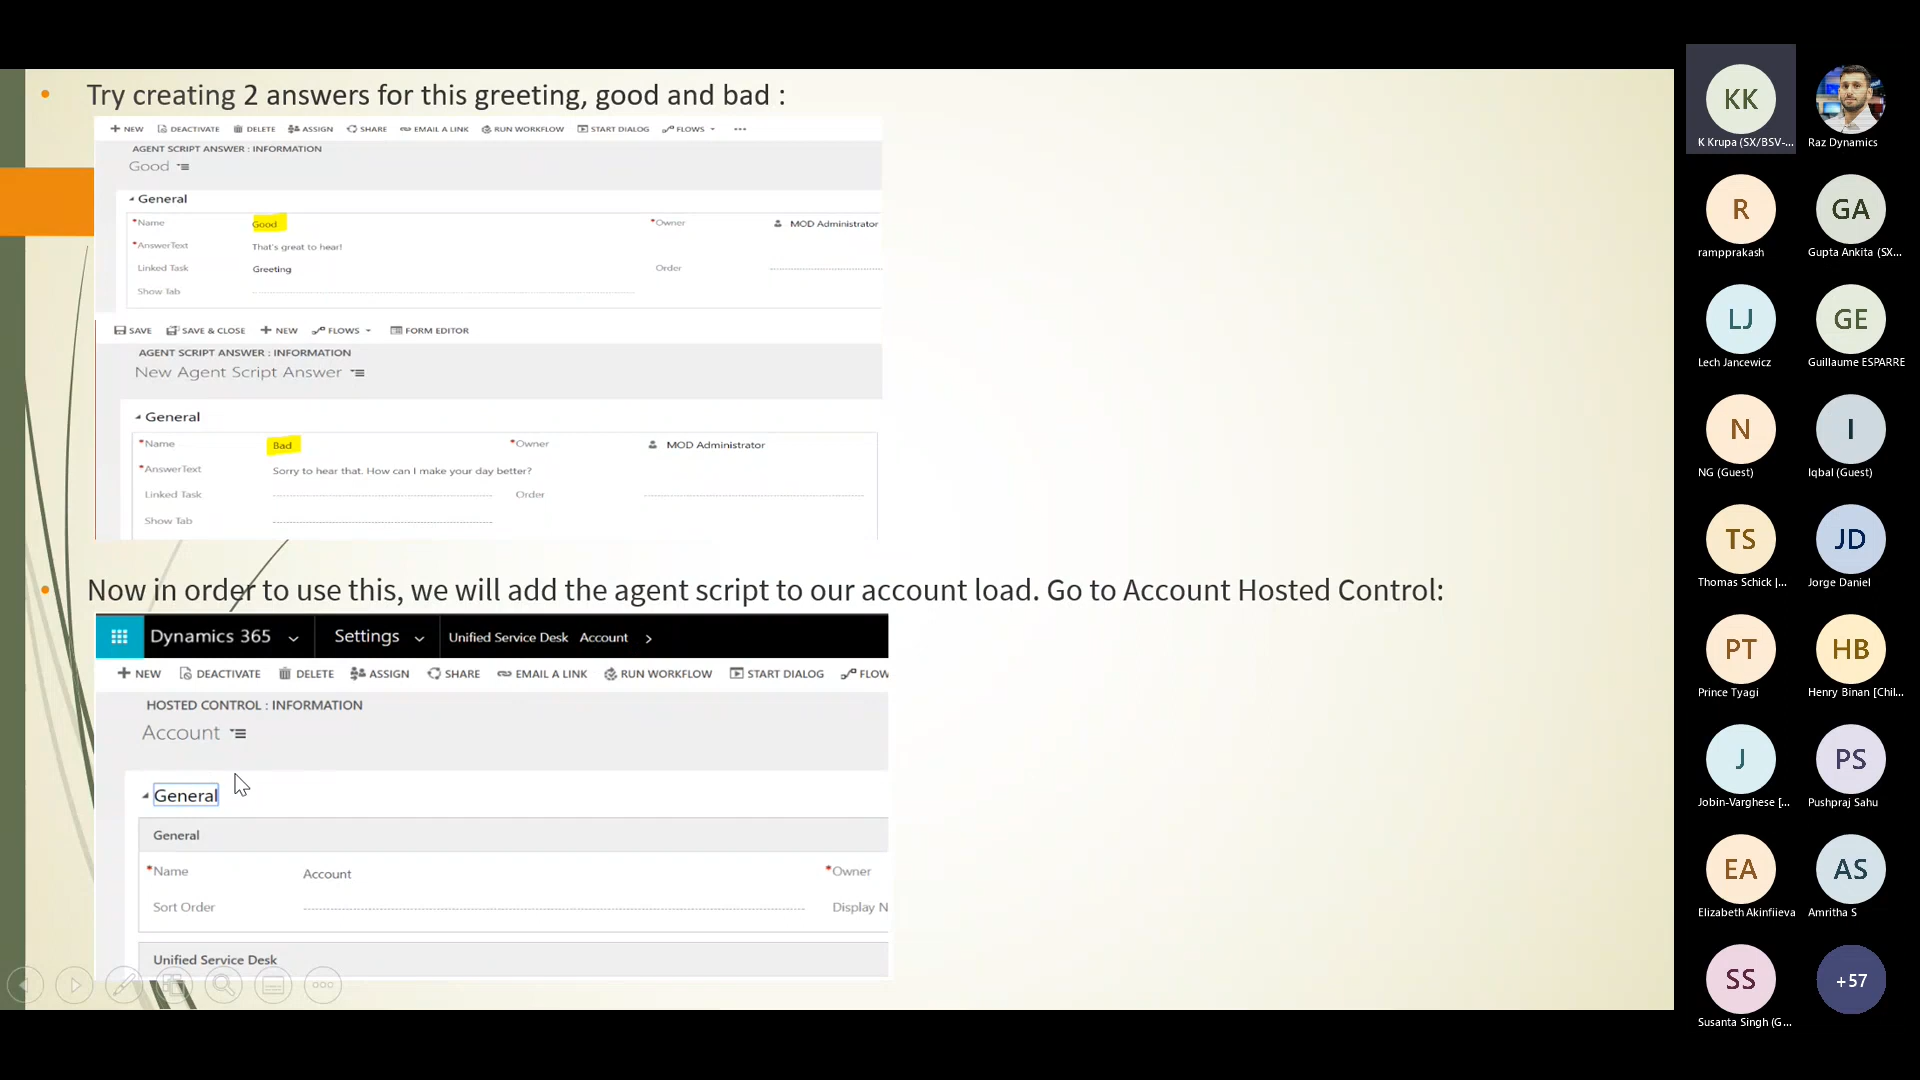 Try creating 2 answers for this greeting, good and bad :
NEW DEACTIVATE DELETE ASSIGN SHARE EMAIL A LINK RUN WORKFLOW START DIALOG FLOWS
AGENT SCRIPT ANSWER : INFORMATION
Good
General
*Name Good *Owner MOD Administrator
*AnswerText That's great to hear!
Linked Task Greeting Order
Show Tab
SAVE SAVE & CLOSE NEW FLOWS FORM EDITOR
AGENT SCRIPT ANSWER : INFORMATION
New Agent Script Answer
General
*Name Bad *Owner MOD Administrator
*AnswerText Sorry to hear that. How can I make your day better?
Linked Task Order
Show Tab
Now in order to use this, we will add the agent script to our account load. Go to Account Hosted Control:
Dynamics 365 Settings Unified Service Desk Account
NEW DEACTIVATE DELETE ASSIGN SHARE EMAIL A LINK RUN WORKFLOW START DIALOG FLOW
HOSTED CONTROL : INFORMATION
Account
General
General
*Name Account *Owner
Sort Order Display N
Unified Service Desk
KK
K Krupa (SX/BSV-...
Raz Dynamics
R GA
rampprakash Gupta Ankita (SX...
LJ GE
Lech Jancewicz Guillaume ESPARRE
N I
NG (Guest) Iqbal (Guest)
TS JD
Thomas Schick |... Jorge Daniel
PT HB
Prince Tyagi Henry Binan [Chil...
J PS
Jobin-Varghese [... Pushpraj Sahu
EA AS
Elizabeth Akinfiieva Amritha S
SS +57
Susanta Singh (G...